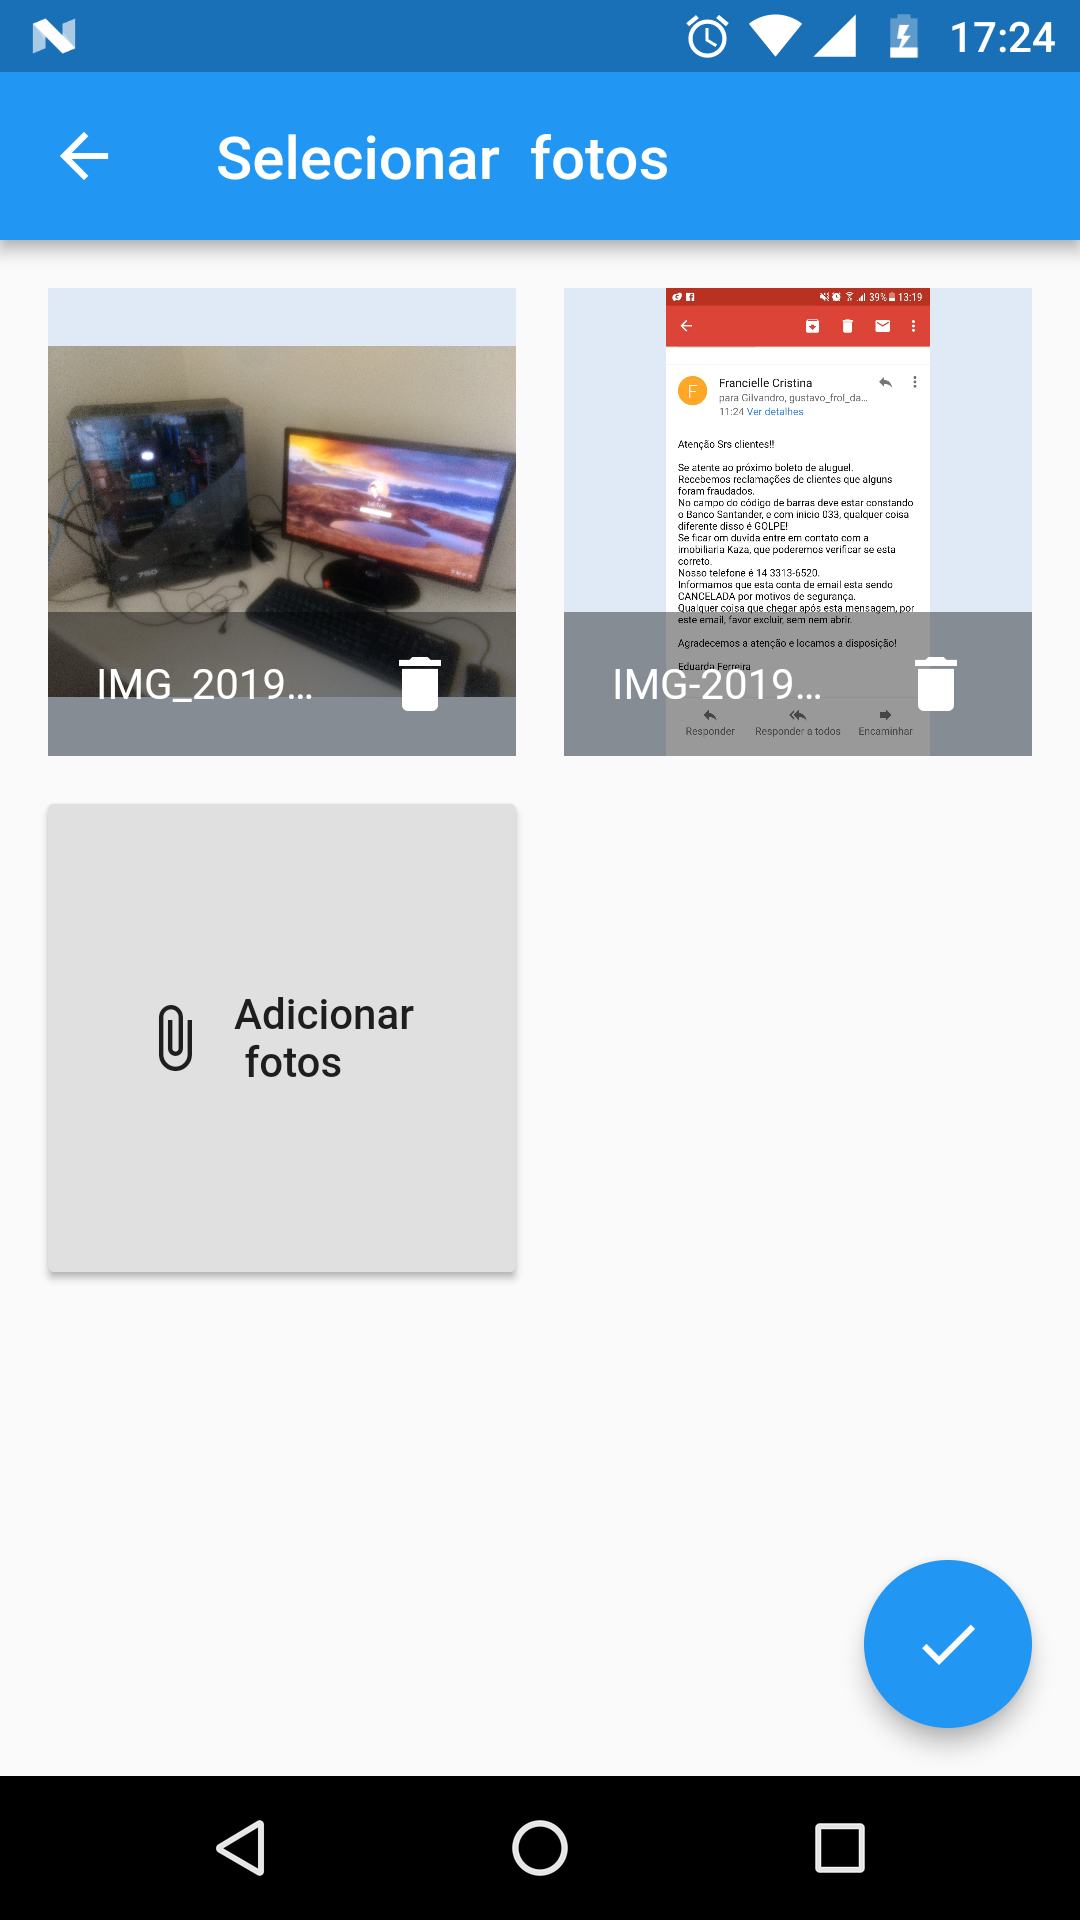 17:24
Selecionar fotos
39% 13:19
F
Francielle Cristina
para Gilvandro, gustavo_frol_da...
11:24 Ver detalhes
Atenção Srs clientes!!
Se atente ao próximo boleto de aluguel.
Recebemos reclamações de clientes que alguns
foram fraudados.
No campo do código de barras deve estar constando
o Banco Santander, e com inicio 033, qualquer coisa
diferente disso é GOLPE!
Se ficar om duvida entre em contato com a
imobiliaria Kaza, que poderemos verificar se esta
correto.
Nosso telefone é 14 3313-6520.
Informamos que esta conta de email esta sendo
CANCELADA por motivos de segurança.
Qualquer coisa que chegar após esta mensagem, por
este email, favor excluir, sem nem abrir.
Agradecemos a atenção e locamos a disposição!
Eduarda Ferreira
IMG_2019...
IMG-2019...
Responder Responder a todos Encaminhar
Adicionar
fotos